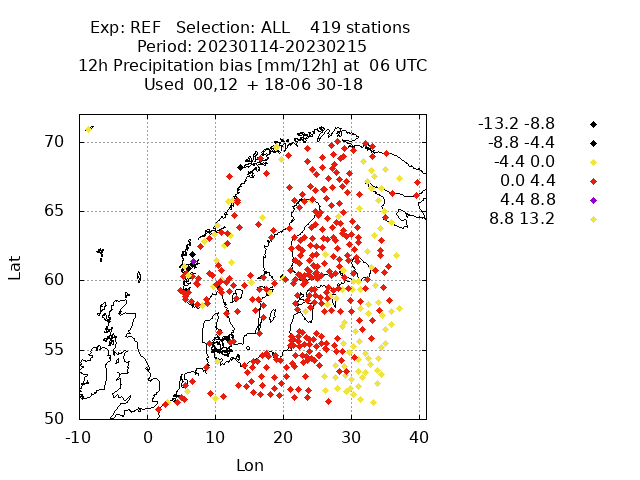 Exp: REF   Selection: ALL    419 stations
Period: 20230114-20230215
12h Precipitation bias [mm/12h] at  06 UTC
Used  00,12  + 18-06 30-18
-13.2 -8.8
-8.8 -4.4
-4.4 0.0
0.0 4.4
4.4 8.8
8.8 13.2
70
65
60
55
50
Lat
-10 0 10 20 30 40
Lon